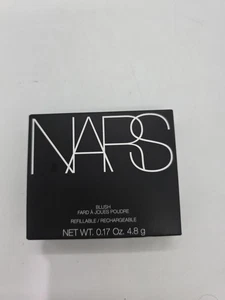 NARS
BLUSH
FARD À JOUES POUDRE
REFILLABLE / RECHARGEABLE
NET WT. 0.17 Oz. 4.8 g